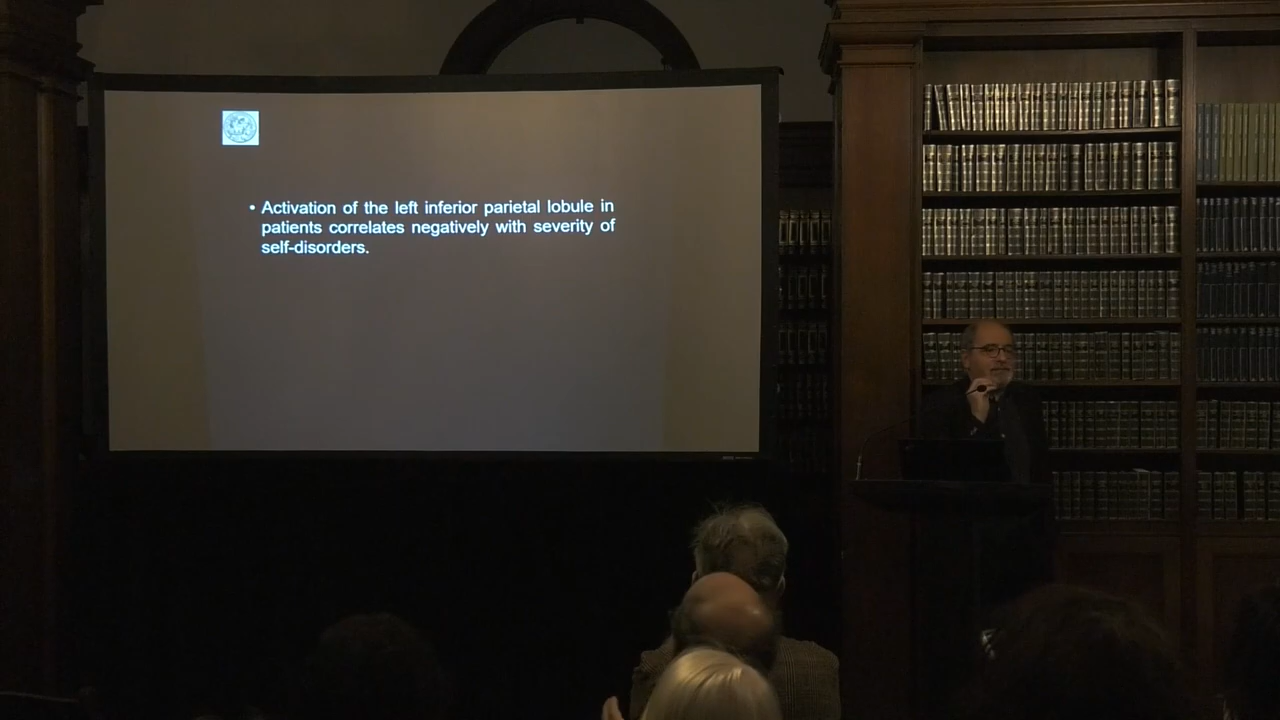 • Activation of the left inferior parietal lobule in
patients correlates negatively with severity of
self-disorders.